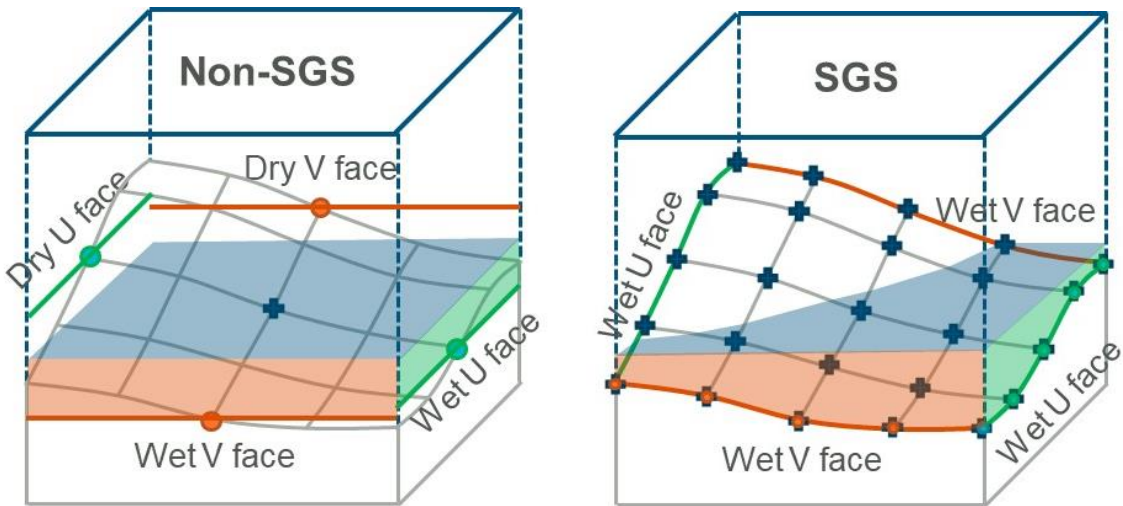 Non-SGS
Dry V face
Dry U face
Wet U face
Wet V face
SGS
Wet V face
Wet U face
Wet U face
Wet V face